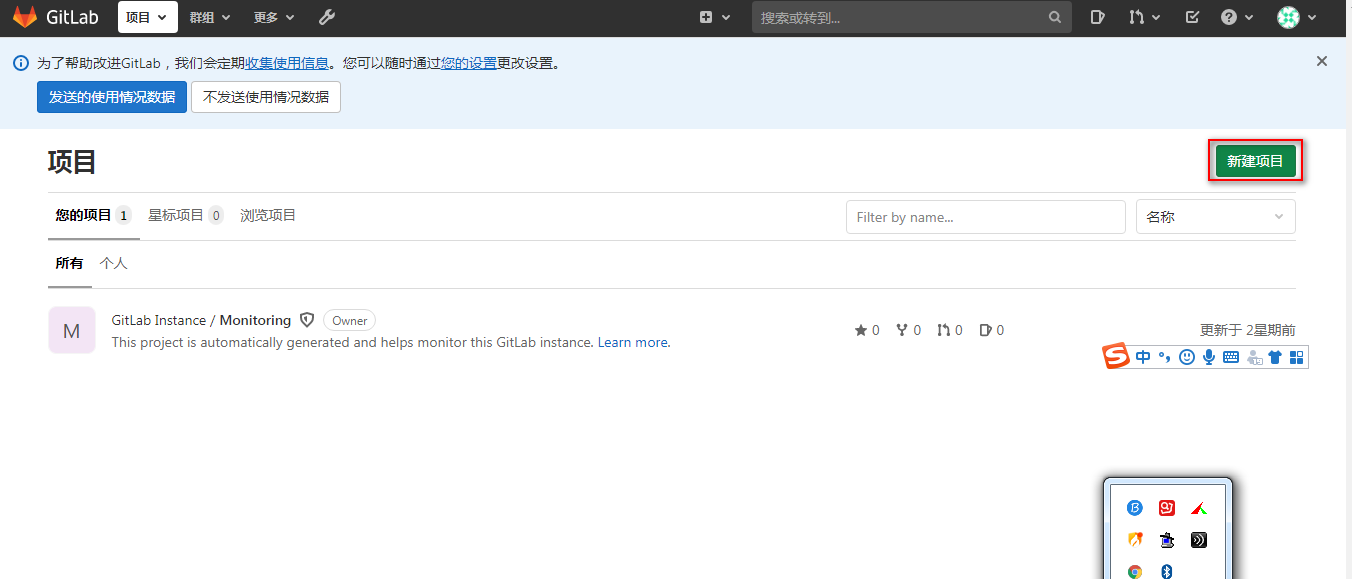 GitLab 项目 群组 更多 搜索或转到...
为了帮助改进GitLab，我们会定期收集使用信息。您可以随时通过您的设置更改设置。
发送的使用情况数据 不发送使用情况数据
项目 新建项目
您的项目 1 星标项目 0 浏览项目 Filter by name... 名称
所有 个人
M GitLab Instance / Monitoring Owner 0 0 0 0 更新于 2星期前
This project is automatically generated and helps monitor this GitLab instance. Learn more.
S 中